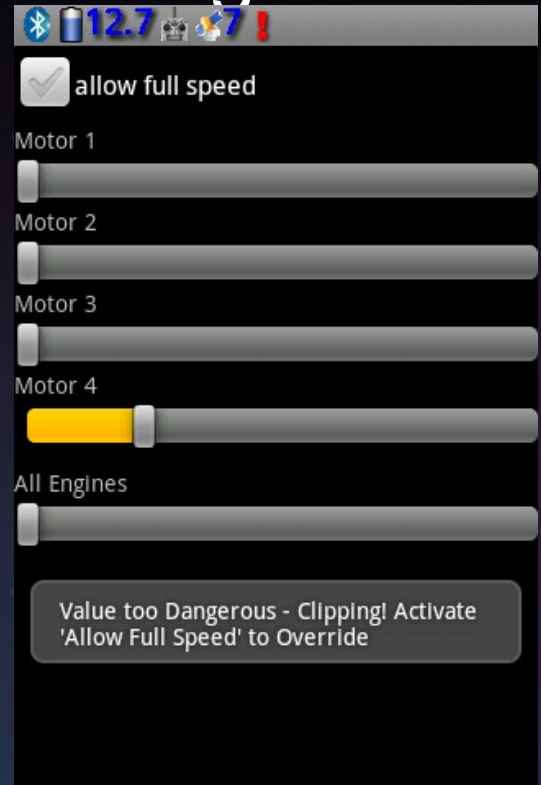 12.7 7 !
allow full speed
Motor 1
Motor 2
Motor 3
Motor 4
All Engines
Value too Dangerous - Clipping! Activate
'Allow Full Speed' to Override